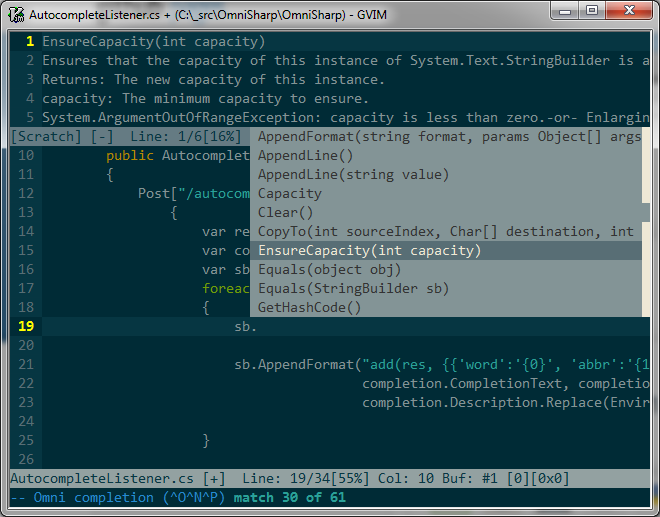 AutocompleteListener.cs + (C:\_src\OmniSharp\OmniSharp) - GVIM
1 EnsureCapacity(int capacity)
2 Ensures that the capacity of this instance of System.Text.StringBuilder is a
3 Returns: The new capacity of this instance.
4 capacity: The minimum capacity to ensure.
5 System.ArgumentOutOfRangeException: capacity is less than zero.-or- Enlargin
[Scratch] [-] Line: 1/6[16%] AppendFormat(string format, params Object[] args
10 public Autocomplet AppendLine()
11 { AppendLine(string value)
12 Post["/autocom Capacity
13 { Clear()
14 var re CopyTo(int sourceIndex, Char[] destination, int
15 var co EnsureCapacity(int capacity)
16 var sb Equals(object obj)
17 foreac Equals(StringBuilder sb)
18 { GetHashCode()
19 sb.
20
21 sb.AppendFormat("add(res, {{'word':'{0}', 'abbr':'{1
22 completion.CompletionText, completio
23 completion.Description.Replace(Envir
24
25 }
26
AutocompleteListener.cs [+] Line: 19/34[55%] Col: 10 Buf: #1 [0][0x0]
-- Omni completion (^O^N^P) match 30 of 61